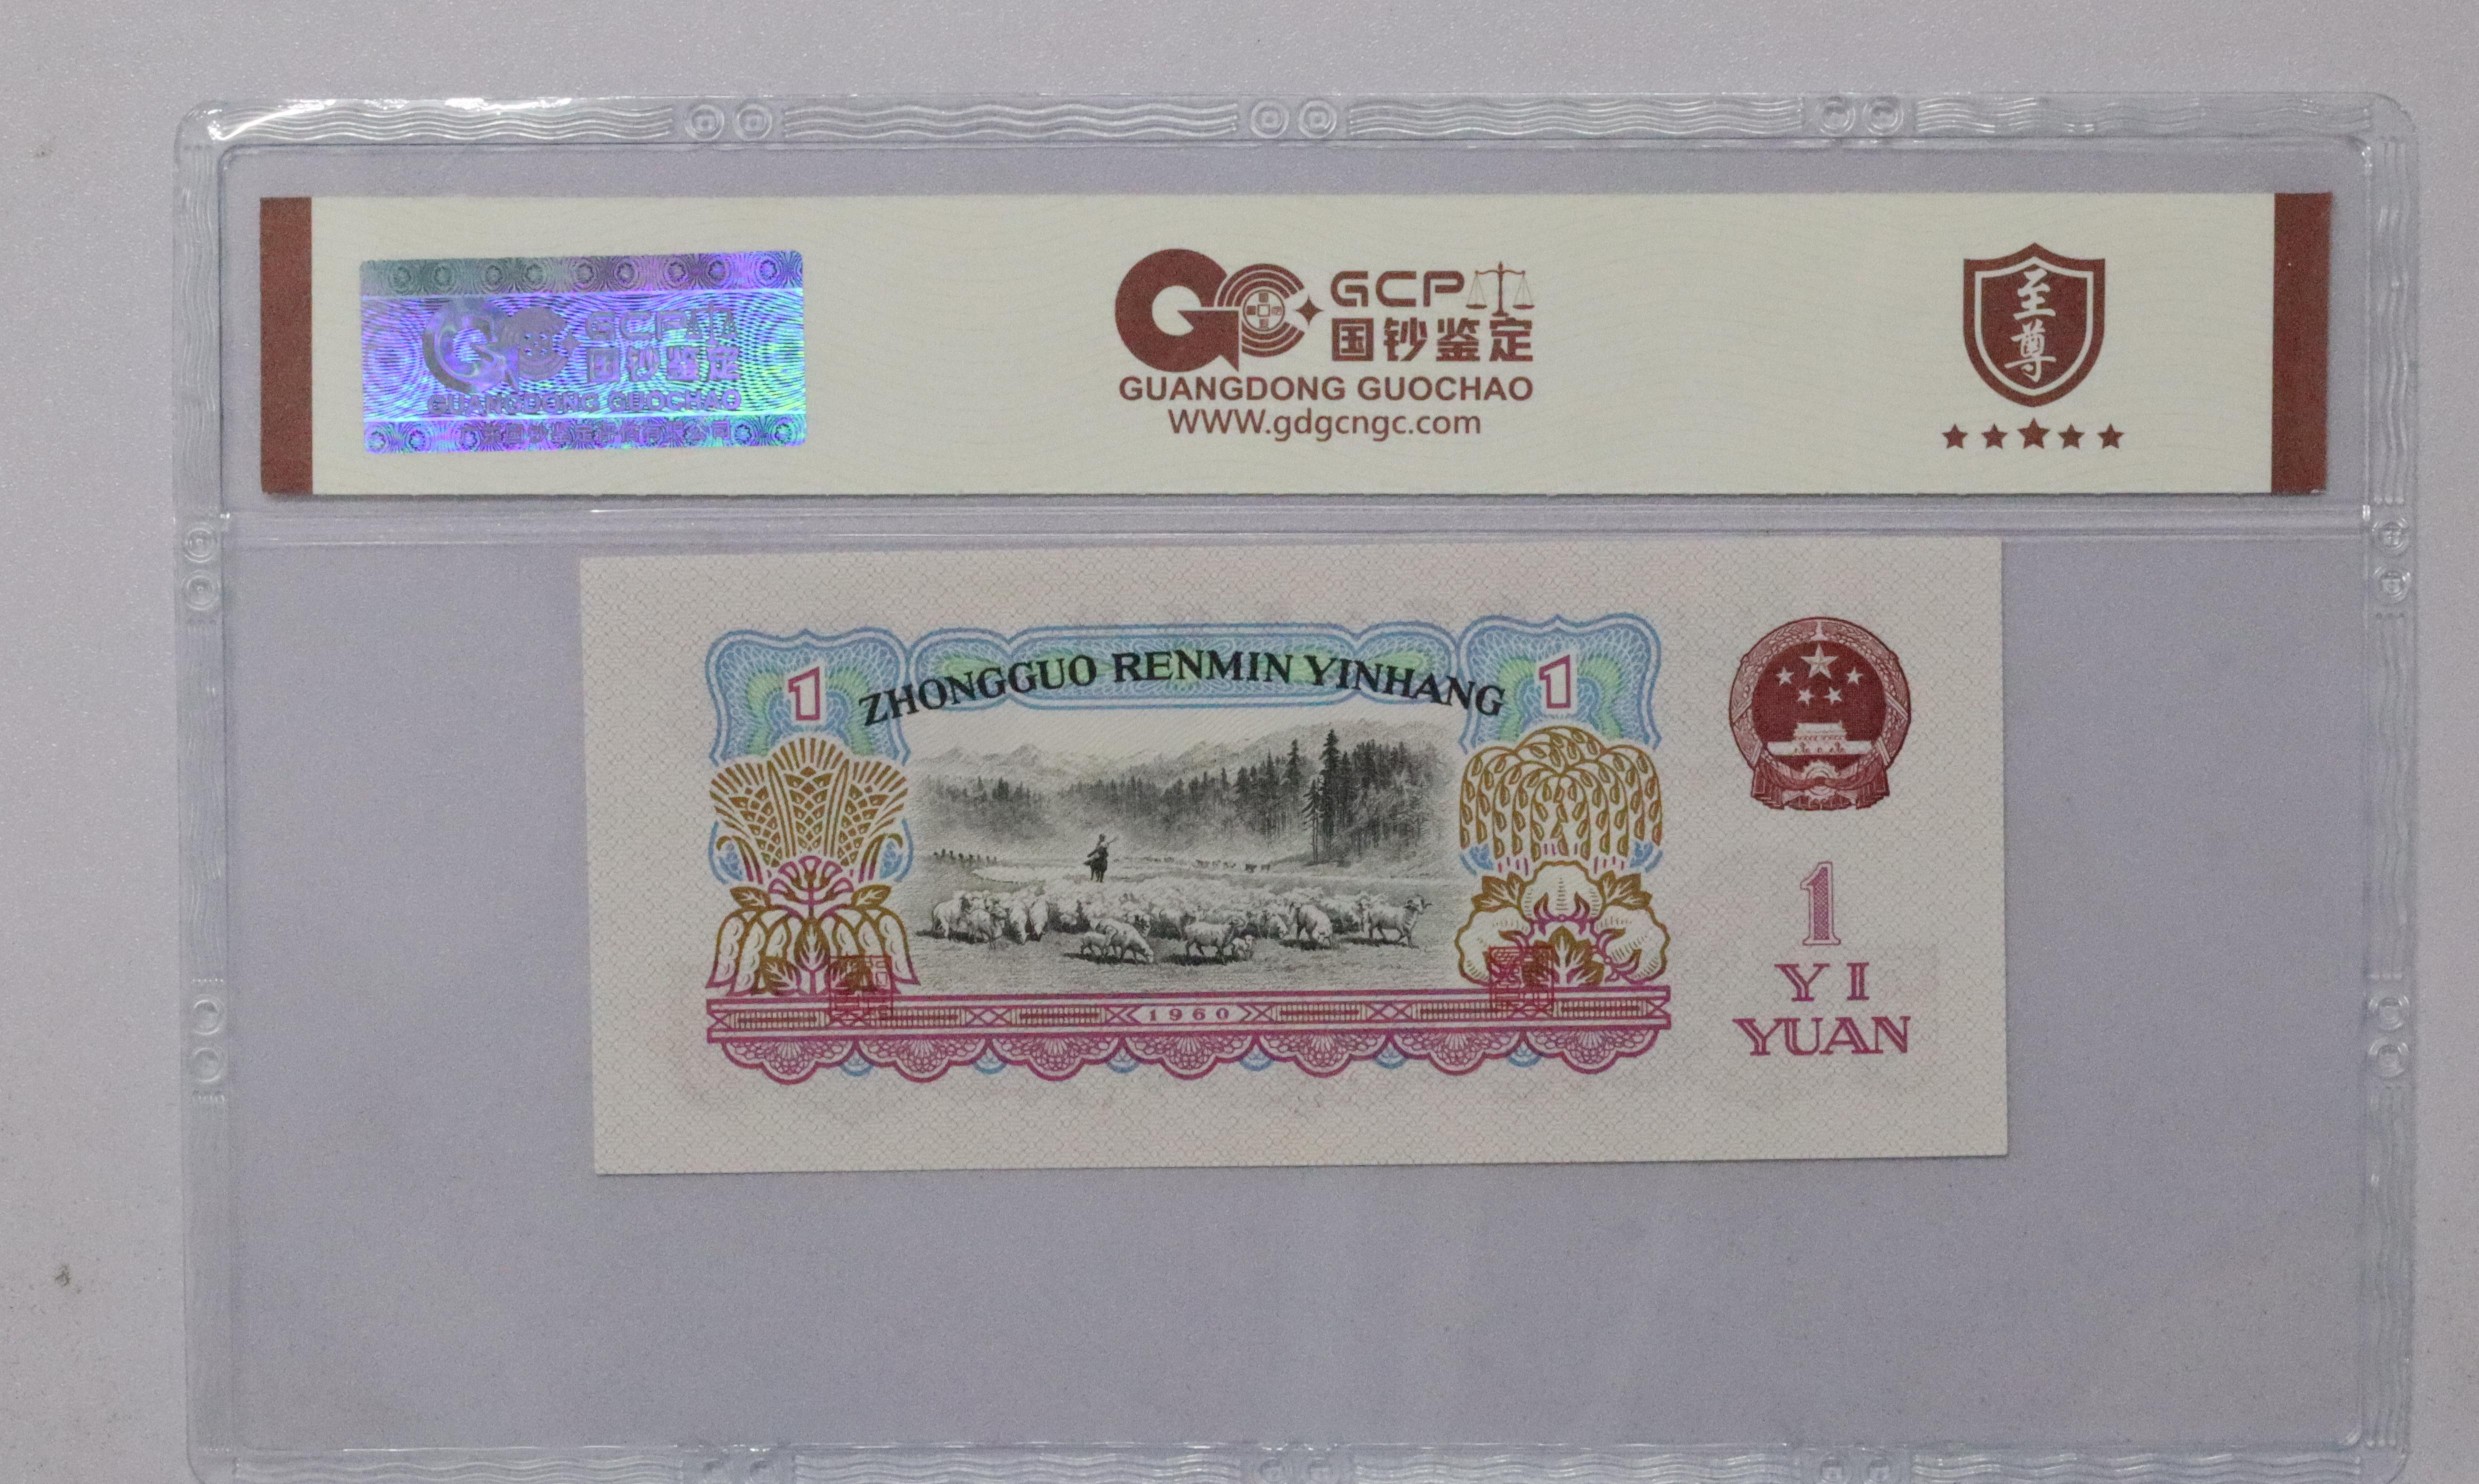 GCP
国钞鉴定
GUANGDONG GUOCHAO
GCP
国钞鉴定
GUANGDONG GUOCHAO
WWW.gdgcngc.com
至尊
1
ZHONGGUO RENMIN YINHANG
1
1960
1
YI
YUAN